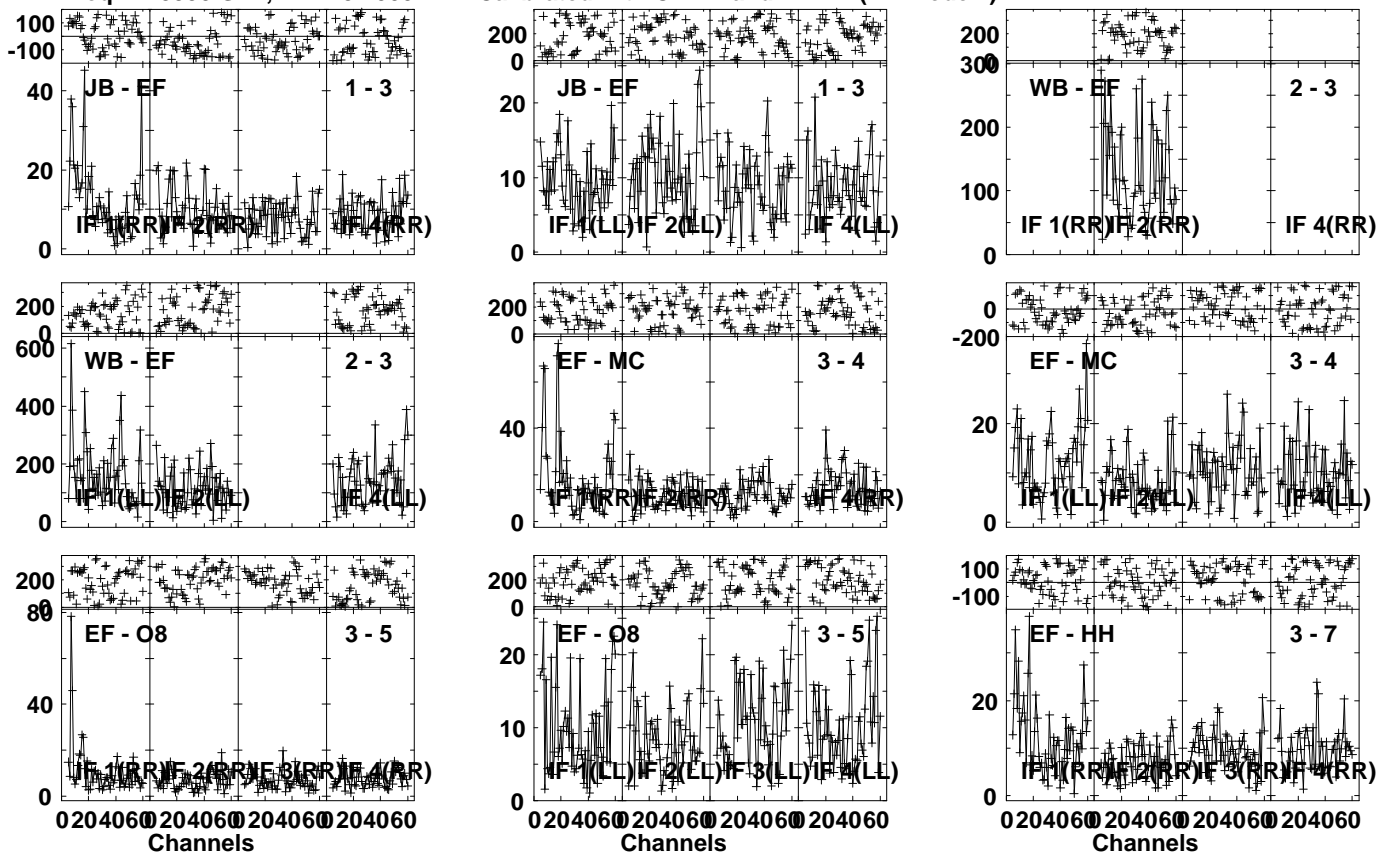 100
-100
JB - EF
1 - 3
40
20
0
IF 1(RR)
IF 2(RR)
IF 4(RR)
200
0
JB - EF
1 - 3
20
10
0
IF 1(LL)
IF 2(LL)
IF 4(LL)
200
0
300
WB - EF
2 - 3
200
100
0
IF 1(RR)
IF 2(RR)
IF 4(RR)
200
0
600
WB - EF
2 - 3
400
200
0
IF 1(LL)
IF 2(LL)
IF 4(LL)
200
0
EF - MC
3 - 4
40
0
IF 1(RR)
IF 2(RR)
IF 4(RR)
0
-200
EF - MC
3 - 4
20
0
IF 1(LL)
IF 2(LL)
IF 4(LL)
200
0
80
EF - O8
3 - 5
40
0
IF 1(RR)
IF 2(RR)
IF 3(RR)
IF 4(RR)
0 20 40 60 0 20 40 60 0 20 40 60 0 20 40 60
Channels
200
0
EF - O8
3 - 5
20
10
0
IF 1(LL)
IF 2(LL)
IF 3(LL)
IF 4(LL)
0 20 40 60 0 20 40 60 0 20 40 60 0 20 40 60
Channels
100
-100
EF - HH
3 - 7
20
0
IF 1(RR)
IF 2(RR)
IF 3(RR)
IF 4(RR)
0 20 40 60 0 20 40 60 0 20 40 60 0 20 40 60
Channels